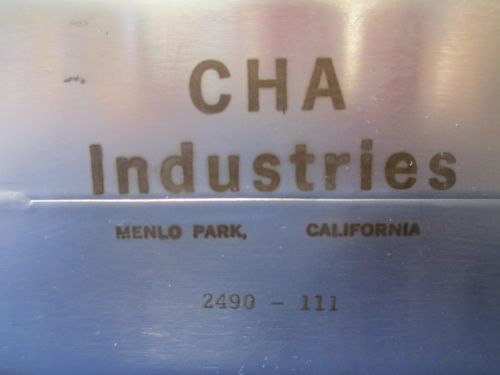 CHA
Industries
MENLO PARK, CALIFORNIA
2490 - 111